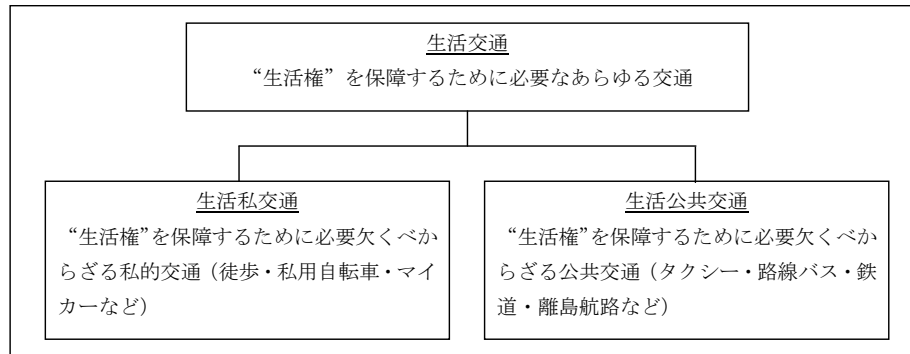 生活交通
“生活権”を保障するために必要なあらゆる交通
生活私交通
“生活権”を保障するために必要欠くべか
らざる私的交通（徒歩・私用自転車・マイ
カーなど）
生活公共交通
“生活権”を保障するために必要欠くべか
らざる公共交通（タクシー・路線バス・鉄
道・離島航路など）